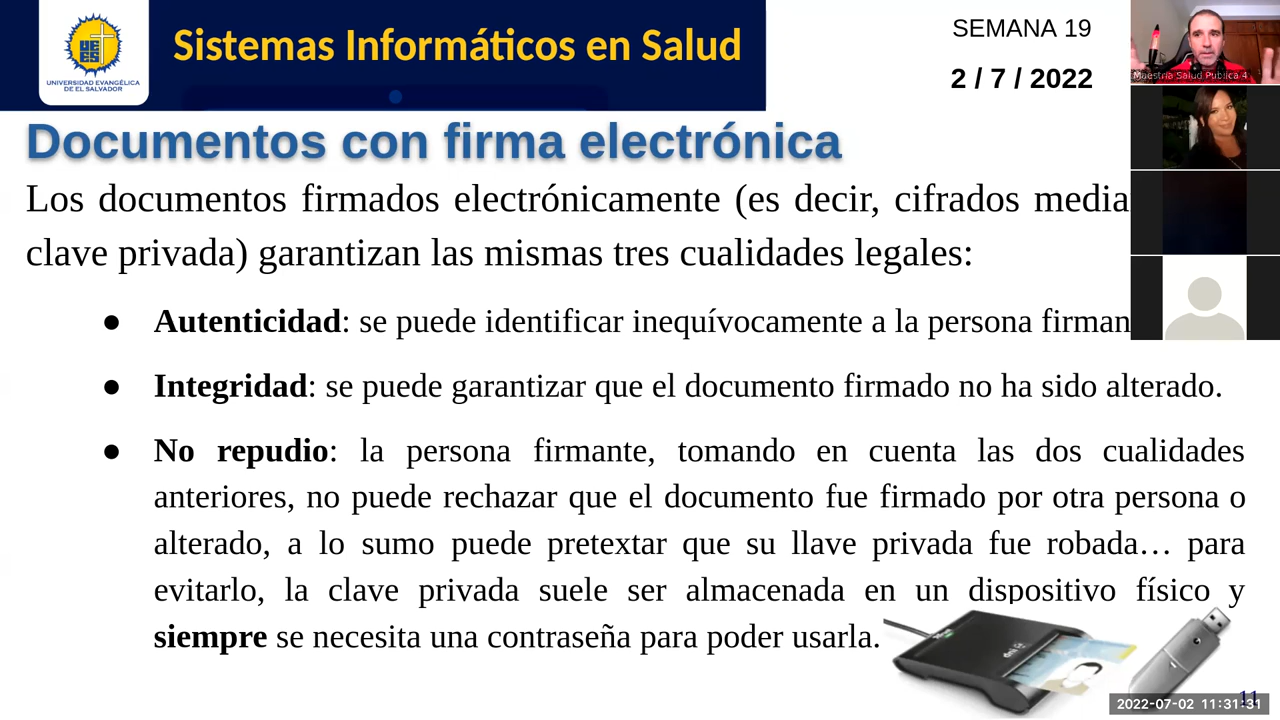 Sistemas Informáticos en Salud
UNIVERSIDAD EVANGÉLICA
DE EL SALVADOR
SEMANA 19
2 / 7 / 2022
Maestria Salud Publica 4
Documentos con firma electrónica
Los documentos firmados electrónicamente (es decir, cifrados media
clave privada) garantizan las mismas tres cualidades legales:
● Autenticidad: se puede identificar inequívocamente a la persona firman
● Integridad: se puede garantizar que el documento firmado no ha sido alterado.
● No repudio: la persona firmante, tomando en cuenta las dos cualidades
anteriores, no puede rechazar que el documento fue firmado por otra persona o
alterado, a lo sumo puede pretextar que su llave privada fue robada… para
evitarlo, la clave privada suele ser almacenada en un dispositivo físico y
siempre se necesita una contraseña para poder usarla.
11
2022-07-02 11:31:31